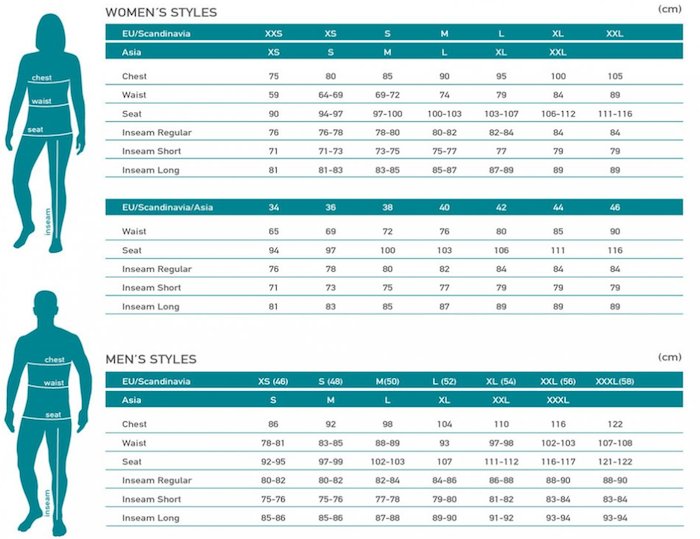 WOMEN'S STYLES (cm)
EU/Scandinavia XXS XS S M L XL XXL
Asia XS S M L XL XXL
Chest 75 80 85 90 95 100 105
Waist 59 64-69 69-72 74 79 84 89
Seat 90 94-97 97-100 100-103 103-107 106-112 111-116
Inseam Regular 76 76-78 78-80 80-82 82-84 84 84
Inseam Short 71 71-73 73-75 75-77 77 79 79
Inseam Long 81 81-83 83-85 85-87 87-89 89 89
chest
waist
seat
inseam
EU/Scandinavia/Asia 34 36 38 40 42 44 46
Waist 65 69 72 76 80 85 90
Seat 94 97 100 103 106 111 116
Inseam Regular 76 78 80 82 84 84 84
Inseam Short 71 73 75 77 79 79 79
Inseam Long 81 83 85 87 89 89 89
MEN'S STYLES (cm)
EU/Scandinavia XS (46) S (48) M(50) L (52) XL (54) XXL (56) XXXL(58)
Asia S M L XL XXL XXXL
Chest 86 92 98 104 110 116 122
Waist 78-81 83-85 88-89 93 97-98 102-103 107-108
Seat 92-95 97-99 102-103 107 111-112 116-117 121-122
Inseam Regular 80-82 80-82 82-84 84-86 86-88 88-90 88-90
Inseam Short 75-76 75-76 77-78 79-80 81-82 83-84 83-84
Inseam Long 85-86 85-86 87-88 89-90 91-92 93-94 93-94
chest
waist
seat
inseam